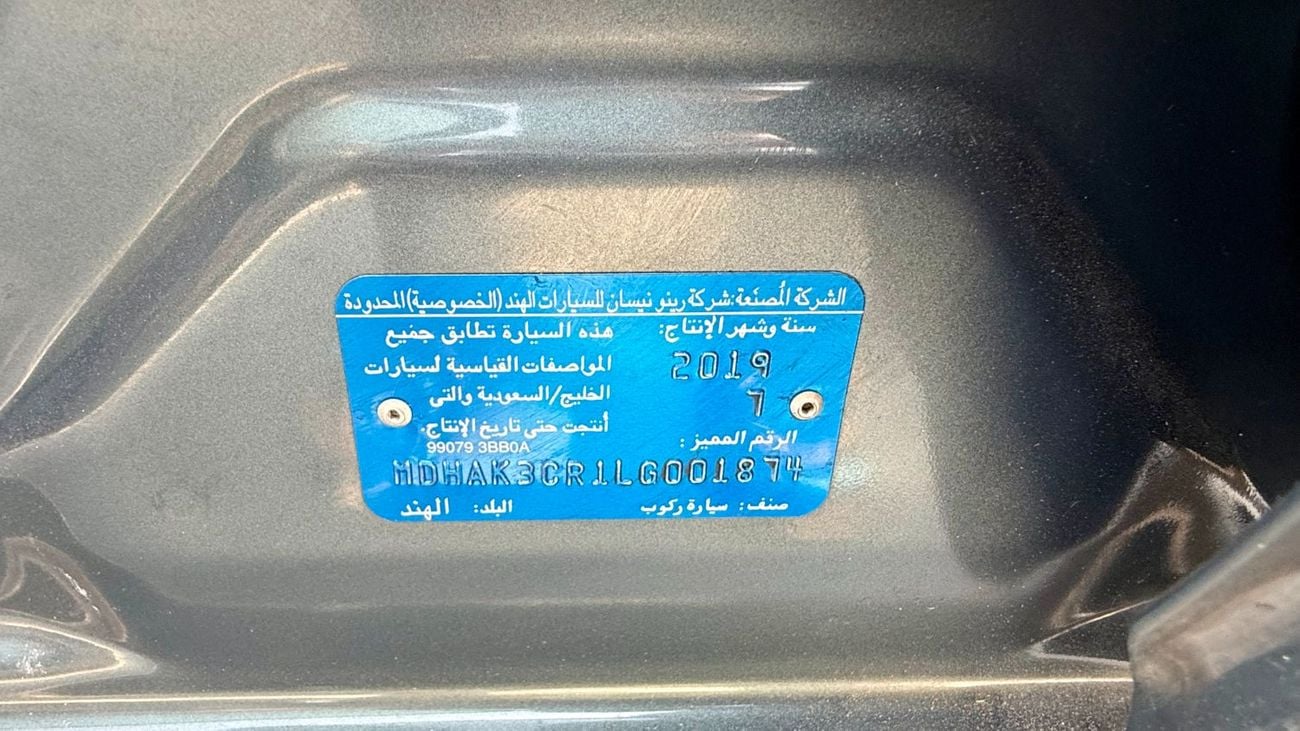 الشركة المُصنّعة: شركة رينو نيسان للسيارات الهند (الخصوصية) المحدودة
سنة وشهر الإنتاج:
2019
7
هذه السيارة تطابق جميع
المواصفات القياسية لسيارات
الخليج/السعودية والتى
أنتجت حتى تاريخ الإنتاج.
99079 3BB0A
الرقم المميز:
MDHAK3CR1LG001874
صنف: سيارة ركوب
البلد: الهند